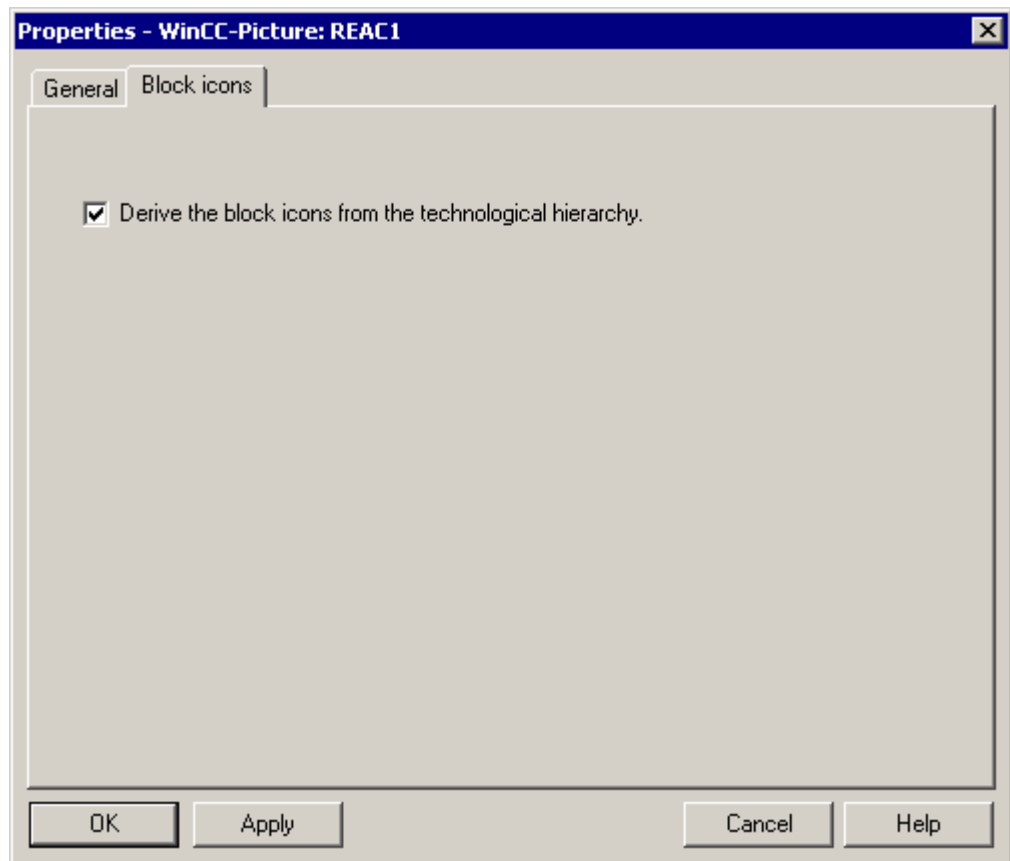 Properties - WinCC-Picture: REAC1
General
Block icons
Derive the block icons from the technological hierarchy.
OK
Apply
Cancel
Help